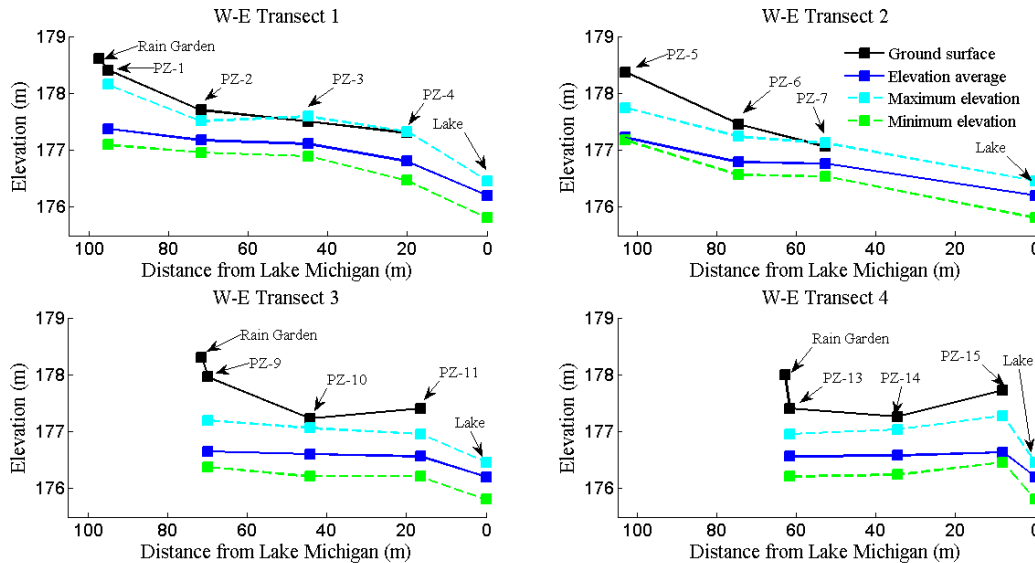 W-E Transect 1
Elevation (m)
179
178
177
176
Rain Garden
PZ-1
PZ-2
PZ-3
PZ-4
Lake
100 80 60 40 20 0
Distance from Lake Michigan (m)
W-E Transect 2
Elevation (m)
179
178
177
176
PZ-5
PZ-6
PZ-7
Lake
Ground surface
Elevation average
Maximum elevation
Minimum elevation
100 80 60 40 20 0
Distance from Lake Michigan (m)
W-E Transect 3
Elevation (m)
179
178
177
176
Rain Garden
PZ-9
PZ-10
PZ-11
Lake
100 80 60 40 20 0
Distance from Lake Michigan (m)
W-E Transect 4
Elevation (m)
179
178
177
176
Rain Garden
PZ-13
PZ-14
PZ-15
Lake
100 80 60 40 20 0
Distance from Lake Michigan (m)